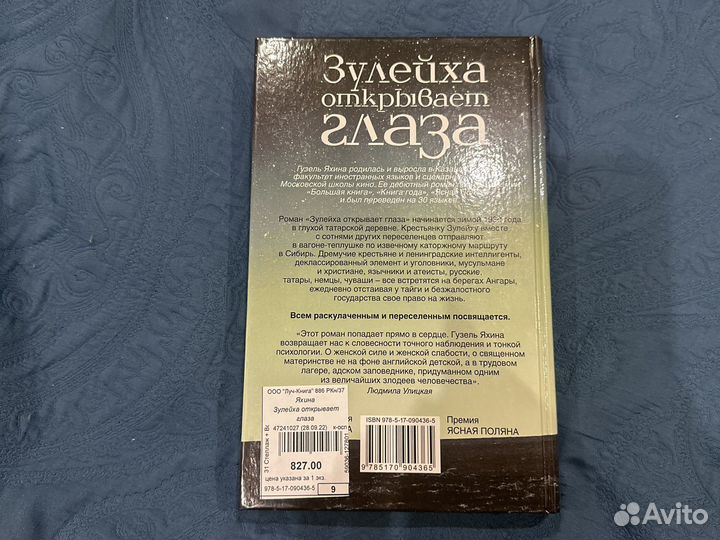 Зулейха
открывает
глаза
Гузель Яхина родилась и выросла в Казани
факультет иностранных языков и сценарный
Московской школы кино. Ее дебютный роман
«Большая книга», «Книга года», «Ясная
и был переведен на 30 языков.
Роман «Зулейха открывает глаза» начинается зимой года
в глухой татарской деревне. Крестьянку Зулейху вместе
с сотнями других переселенцев отправляют
в вагоне-теплушке по извечному каторжному маршруту
в Сибирь. Дремучие крестьяне и ленинградские интеллигенты,
деклассированный элемент и уголовники, мусульмане
и христиане, язычники и атеисты, русские,
татары, немцы, чуваши – все встретятся на берегах Ангары,
ежедневно отстаивая у тайги и безжалостного
государства свое право на жизнь.
Всем раскулаченным и переселенным посвящается.
«Этот роман попадает прямо в сердце. Гузель Яхина
возвращает нас к словесности точного наблюдения и тонкой
психологии. О женской силе и женской слабости, о священном
материнстве не на фоне английской детской, а в трудовом
лагере, адском заповеднике, придуманном одним
из величайших злодеев человечества».
Людмила Улицкая
ООО "Луч-Книга" 886 РКн/37
Яхина
Зулейха открывает
глаза
47241027 (28.09.22) к-осп
31 Стеллаж + Вх
827.00
цена указана за 1 экз.
978-5-17-090436-5 9
ISBN 978-5-17-090436-5
9 785170 904365
Премия
ЯСНАЯ ПОЛЯНА
Avito